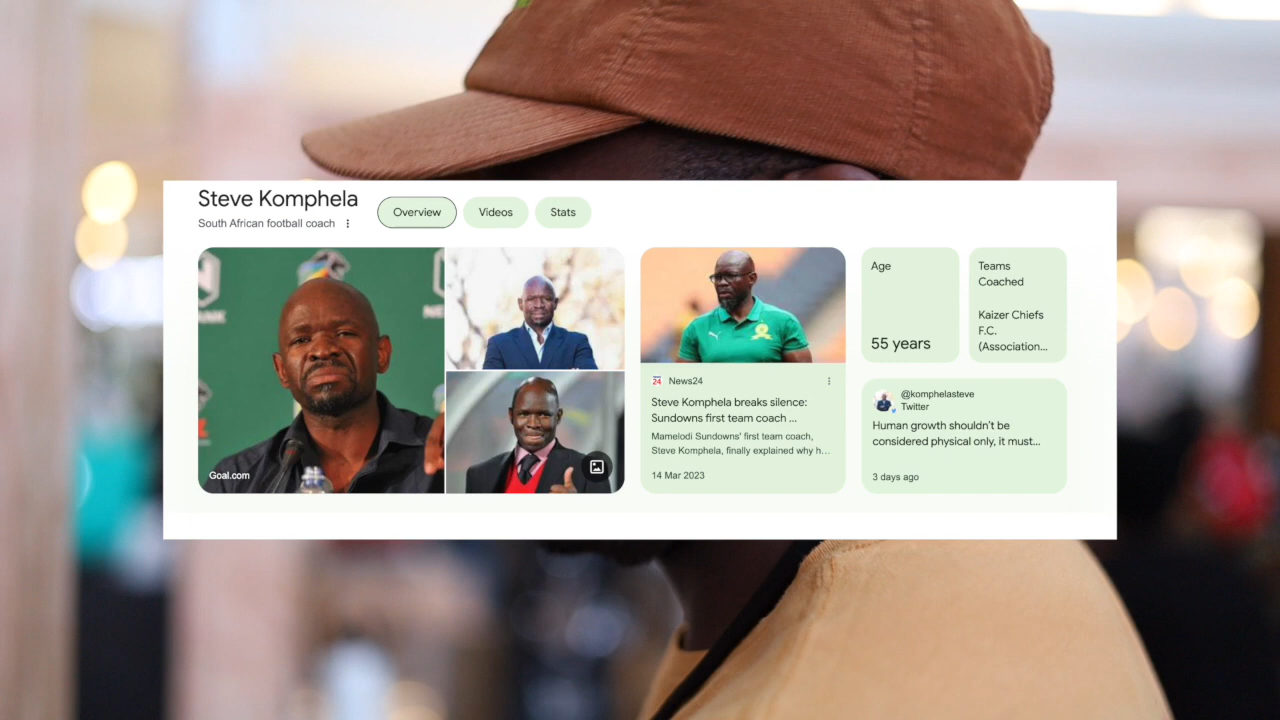 Steve Komphela
South African football coach
Overview
Videos
Stats
Goal.com
24 News24
Steve Komphela breaks silence:
Sundowns first team coach ...
Mamelodi Sundowns' first team coach,
Steve Komphela, finally explained why h...
14 Mar 2023
Age
55 years
Teams
Coached
Kaizer Chiefs
F.C.
(Association...
@komphelasteve
Twitter
Human growth shouldn't be
considered physical only, it must...
3 days ago